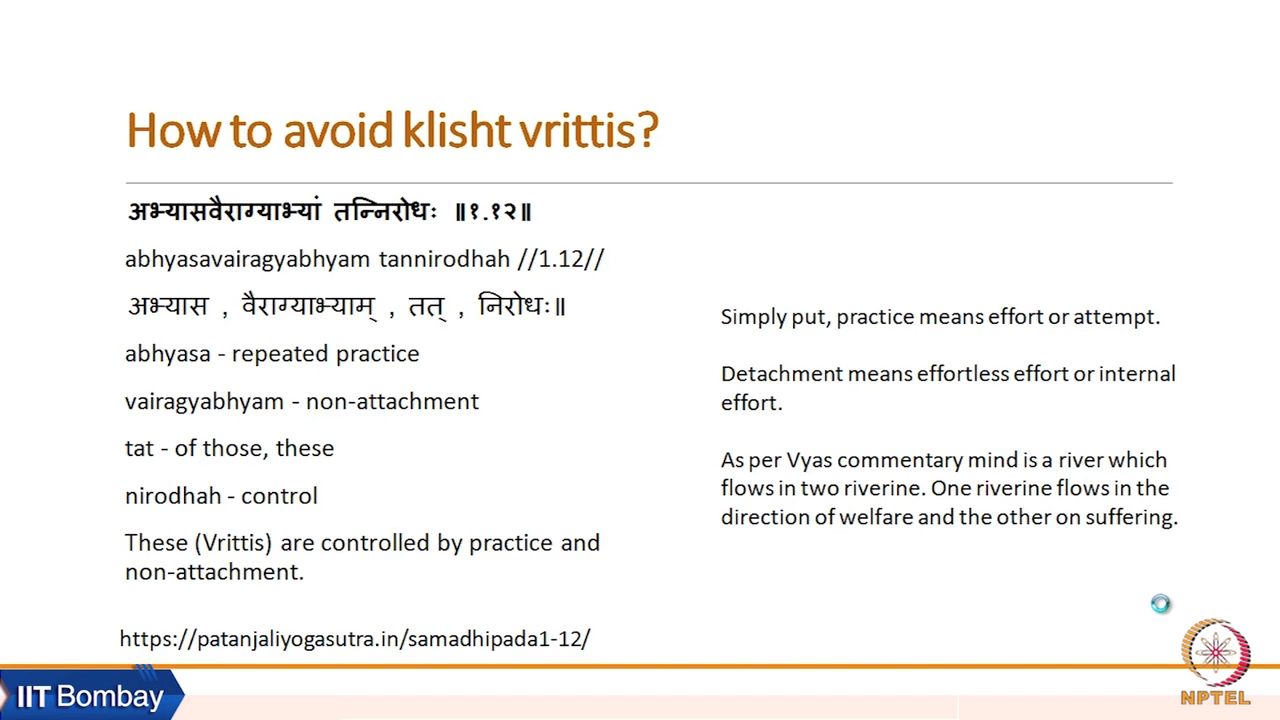 How to avoid klisht vrittis?
अभ्यासवैराग्याभ्यां तन्निरोधः ॥१.१२॥
abhyasavairagyabhyam tannirodhah //1.12//
अभ्यास , वैराग्याभ्याम् , तत् , निरोधः॥
abhyasa - repeated practice
vairagyabhyam - non-attachment
tat - of those, these
nirodhah - control
These (Vrittis) are controlled by practice and
non-attachment.
https://patanjaliyogasutra.in/samadhipada1-12/
Simply put, practice means effort or attempt.
Detachment means effortless effort or internal
effort.
As per Vyas commentary mind is a river which
flows in two riverine. One riverine flows in the
direction of welfare and the other on suffering.
IIT Bombay
NPTEL